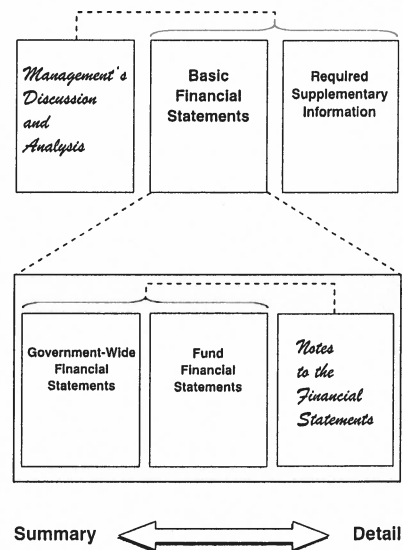 Management's
Discussion
and
Analysis
Basic
Financial
Statements
Required
Supplementary
Information
Government-Wide
Financial
Statements
Fund
Financial
Statements
Notes
to the
Financial
Statements
Summary
Detail